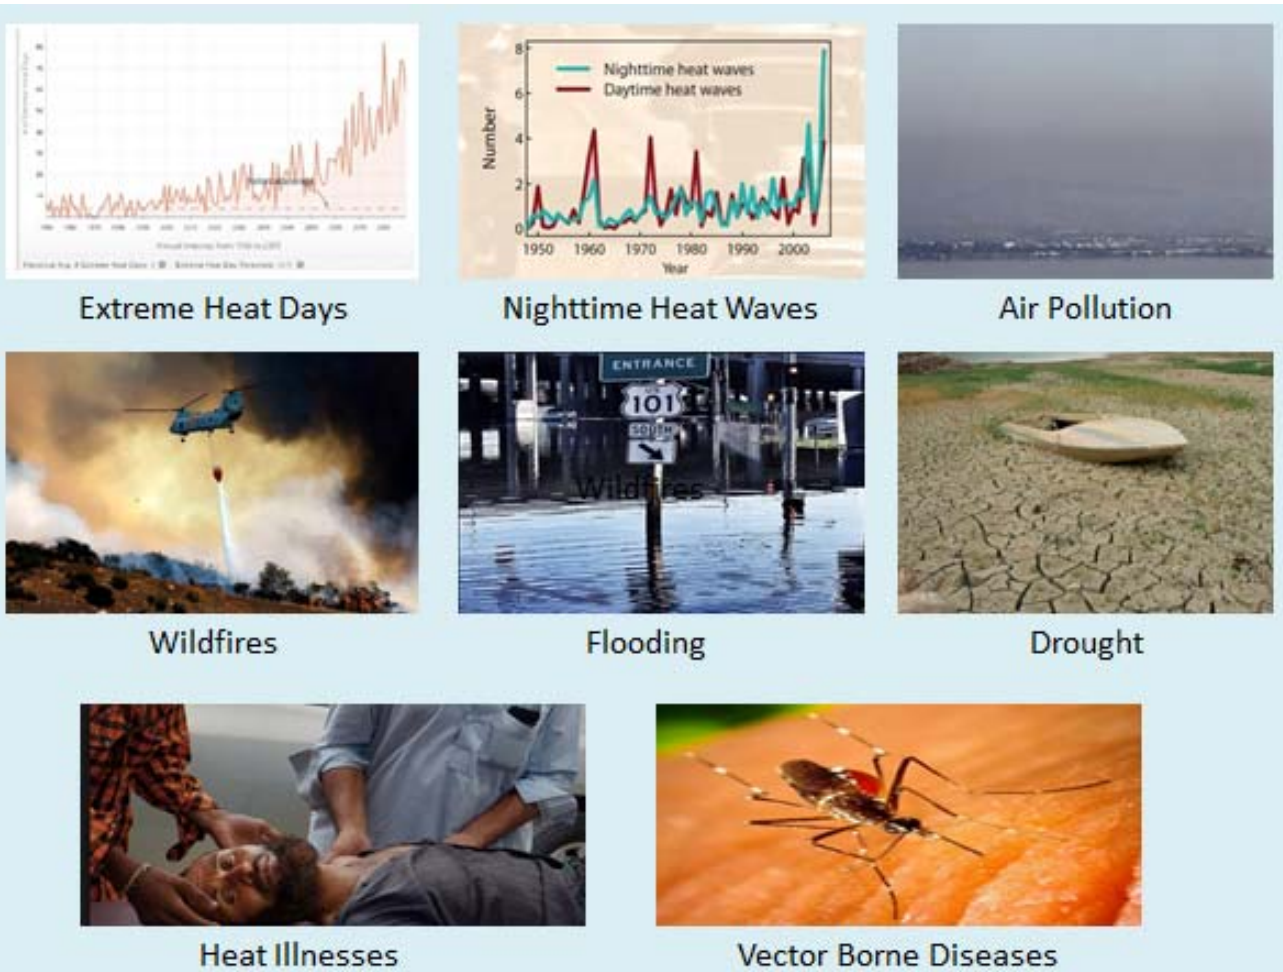 Nighttime heat waves
Daytime heat waves
Number
8
6
4
2
0
1950 1960 1970 1980 1990 2000
Year
Extreme Heat Days
Nighttime Heat Waves
Air Pollution
ENTRANCE
101
SOUTH
Wildfires
Wildfires
Flooding
Drought
Heat Illnesses
Vector Borne Diseases